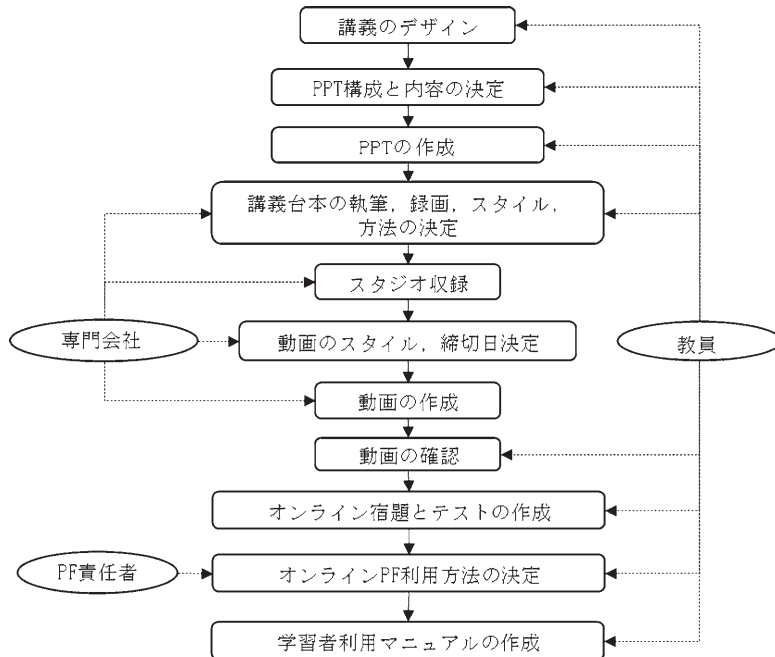 講義のデザイン
PPT構成と内容の決定
PPTの作成
講義台本の執筆，録画，スタイル，
方法の決定
スタジオ収録
専門会社
動画のスタイル，締切日決定
教員
動画の作成
動画の確認
オンライン宿題とテストの作成
PF責任者
オンラインPF利用方法の決定
学習者利用マニュアルの作成